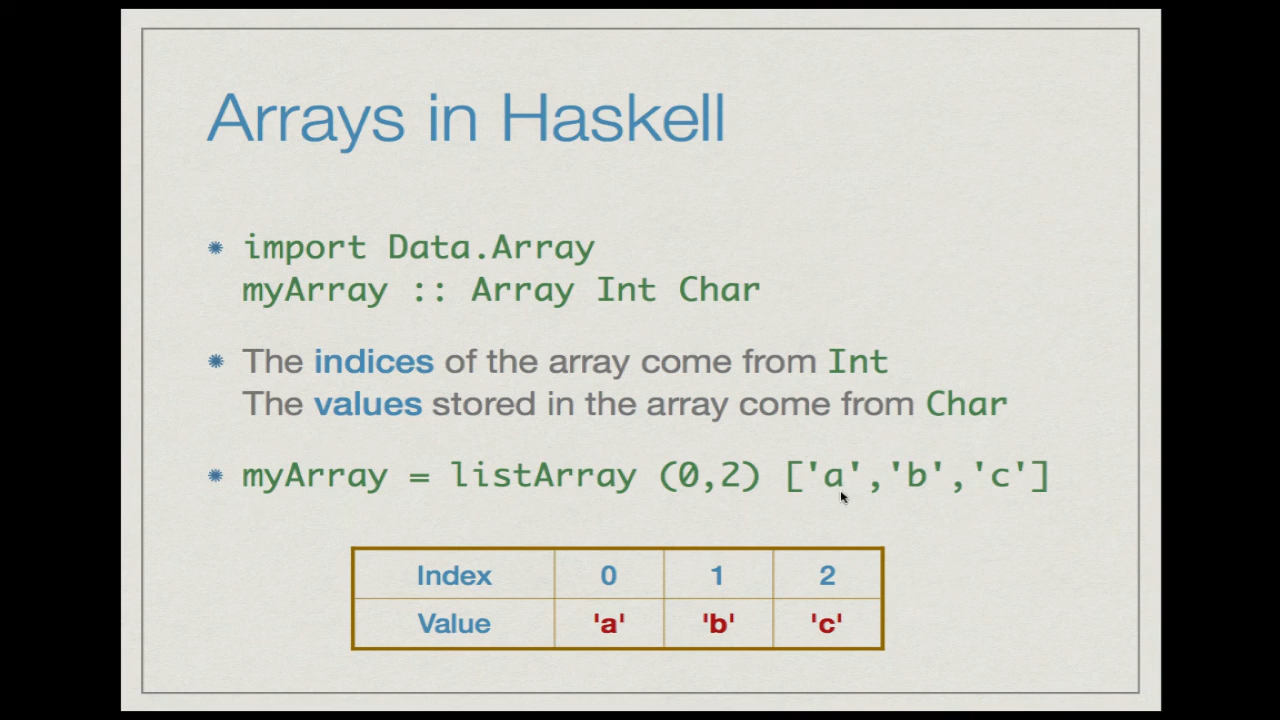 Arrays in Haskell
import Data.Array
myArray :: Array Int Char
The indices of the array come from Int
The values stored in the array come from Char
myArray = listArray (0,2) ['a','b','c']
Index 0 1 2
Value 'a' 'b' 'c'